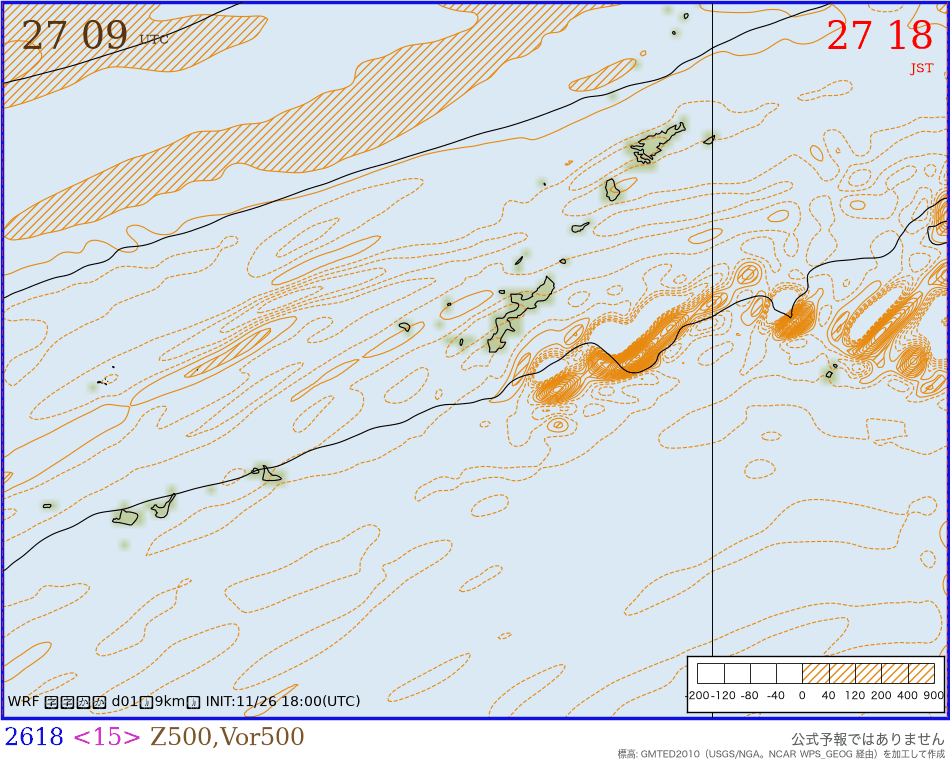 27 09 UTC
27 18
JST
-200 -120 -80 -40 0 40 120 200 400 900
WRF d01 9km INIT:11/26 18:00(UTC)
2618 <15> Z500,Vor500
公式予報ではありません
標高: GMTED2010（USGS/NGA。NCAR WPS_GEOG 経由）を加工して作成